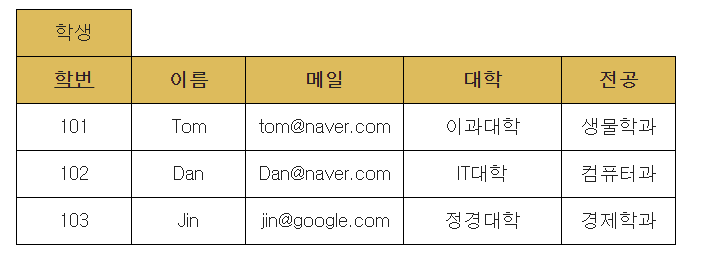 학생
학번 이름 메일 대학 전공
101 Tom tom@naver.com 이과대학 생물학과
102 Dan Dan@naver.com IT대학 컴퓨터과
103 Jin jin@google.com 정경대학 경제학과